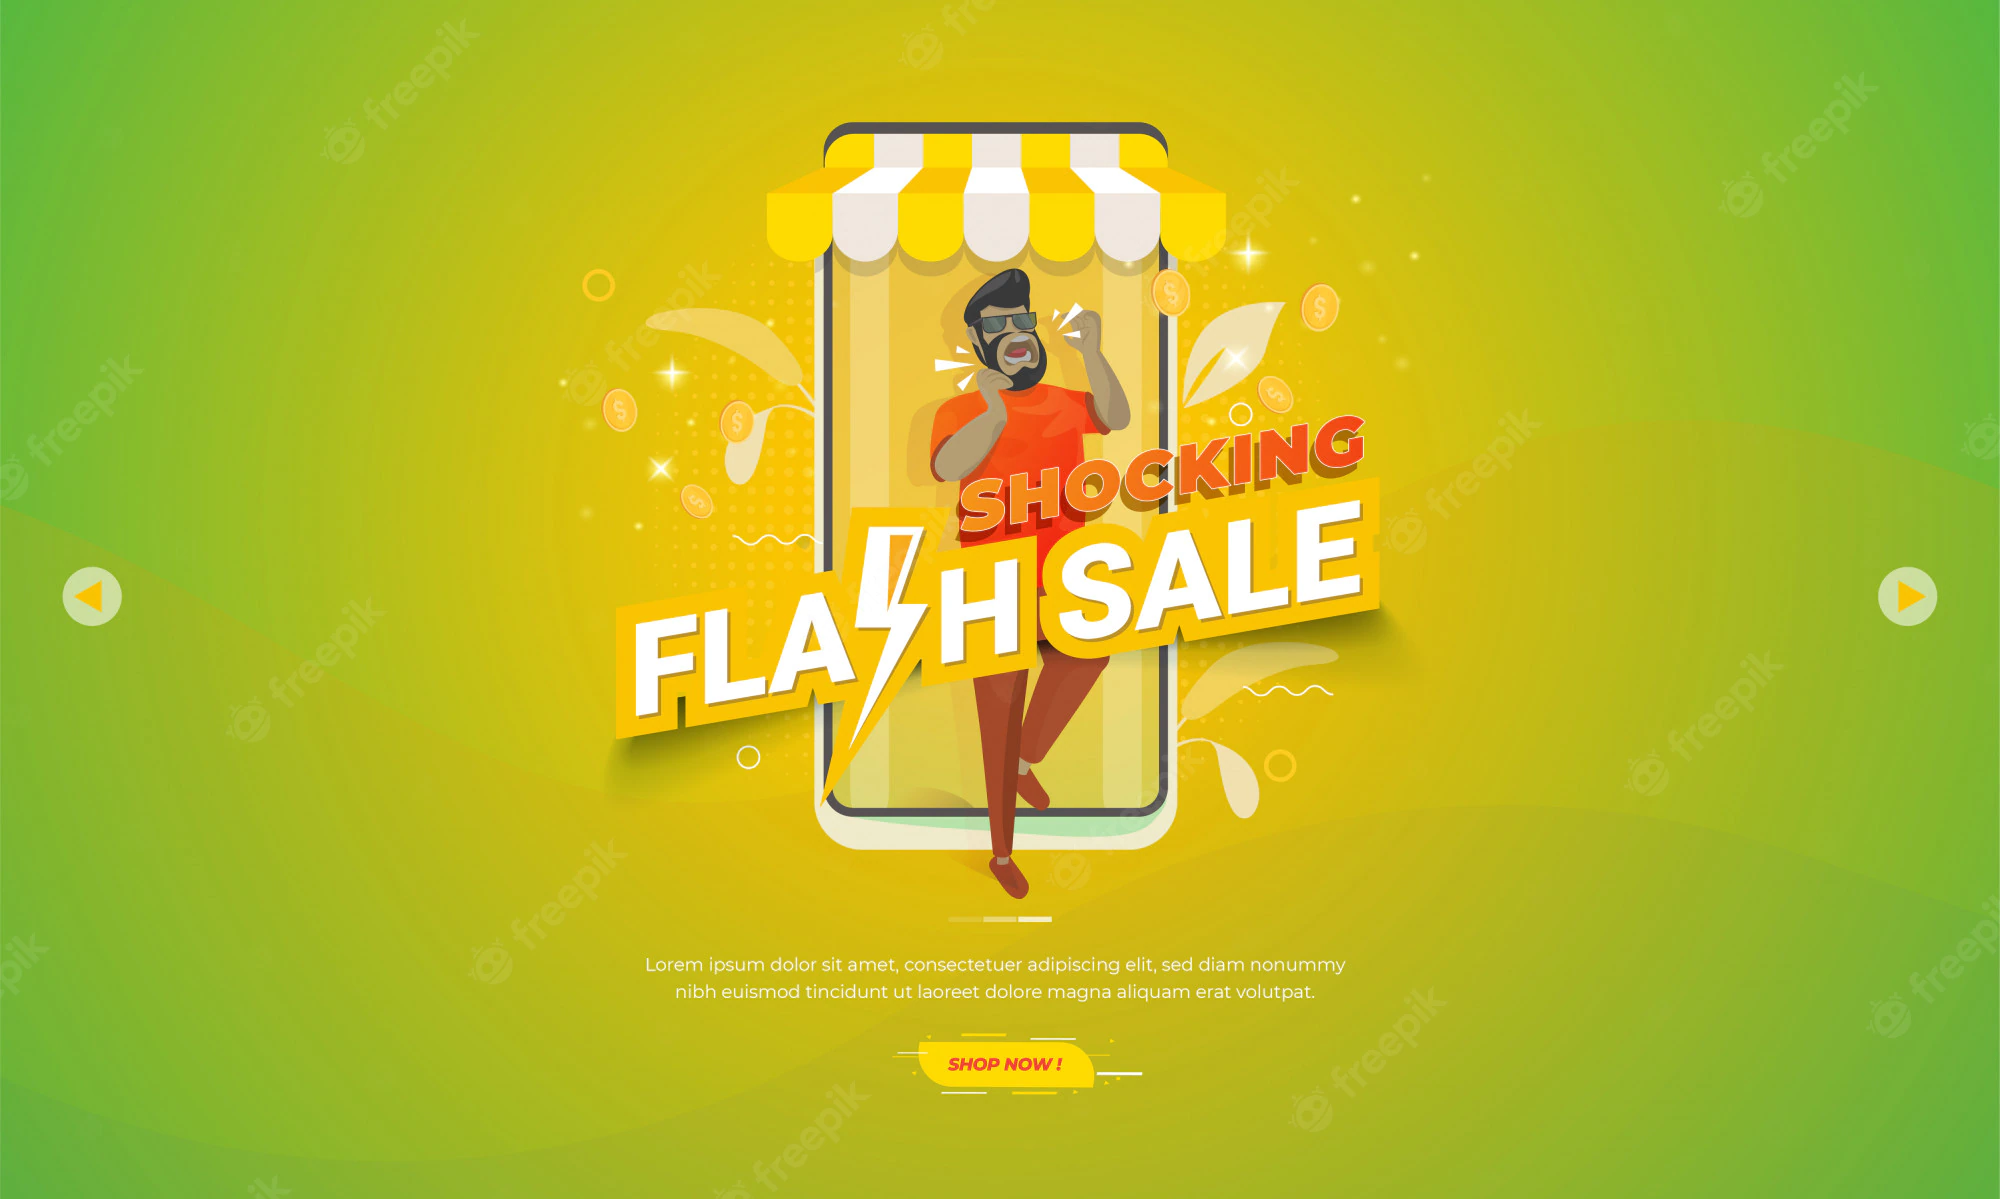 SHOCKING
FLASH SALE
Lorem ipsum dolor sit amet, consectetuer adipiscing elit, sed diam nonummy
nibh euismod tincidunt ut laoreet dolore magna aliquam erat volutpat.
SHOP NOW !
freepik